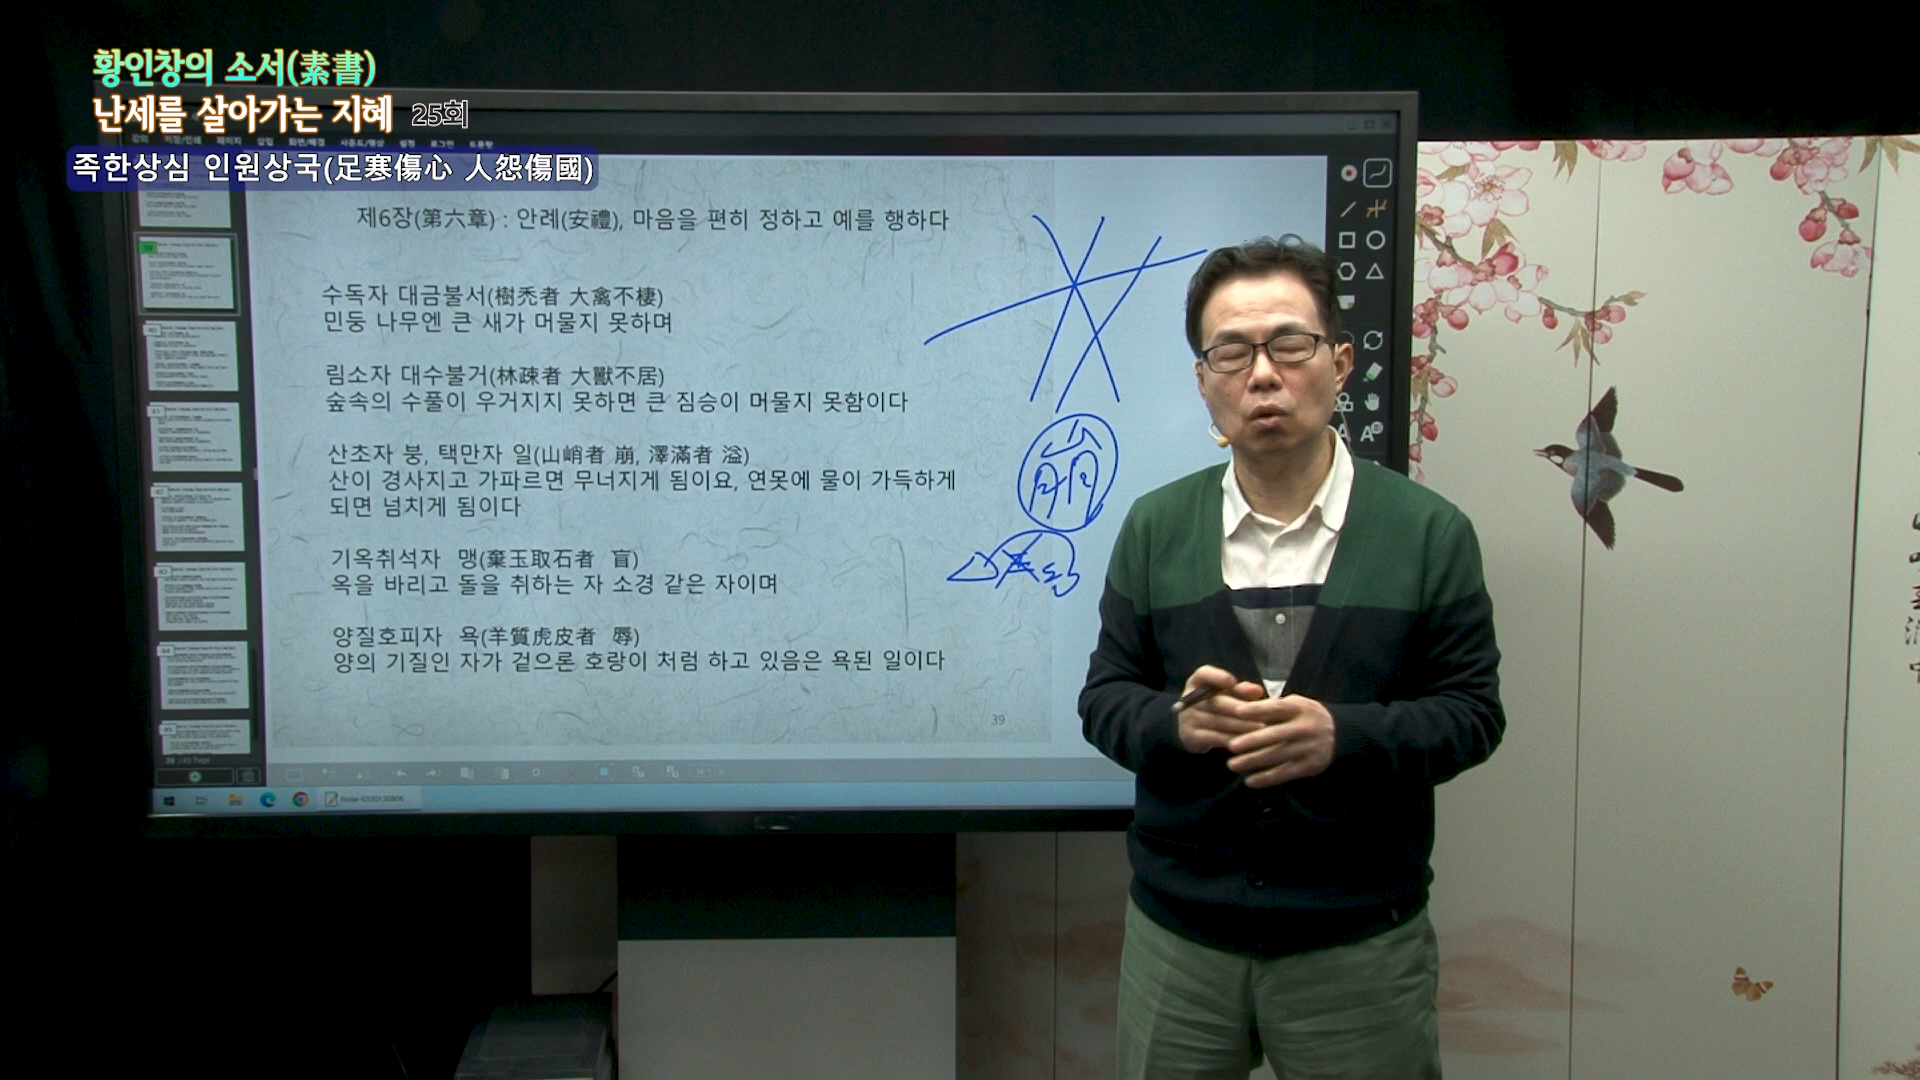 황인창의 소서(素書)
난세를 살아가는 지혜 25회
족한상심 인원상국(足寒傷心 人怨傷國)
제6장(第六章) : 안례(安禮), 마음을 편히 정하고 예를 행하다
수독자 대금불서(樹禿者 大禽不棲)
민둥 나무엔 큰 새가 머물지 못하며
림소자 대수불거(林疎者 大獸不居)
숲속의 수풀이 우거지지 못하면 큰 짐승이 머물지 못함이다
산초자 붕, 택만자 일(山峭者 崩, 澤滿者 溢)
산이 경사지고 가파르면 무너지게 됨이요, 연못에 물이 가득하게
되면 넘치게 됨이다
기옥취석자 맹(棄玉取石者 盲)
옥을 바리고 돌을 취하는 자 소경 같은 자이며
양질호피자 욕(羊質虎皮者 辱)
양의 기질인 자가 겉으론 호랑이 처럼 하고 있음은 욕된 일이다
39
崩